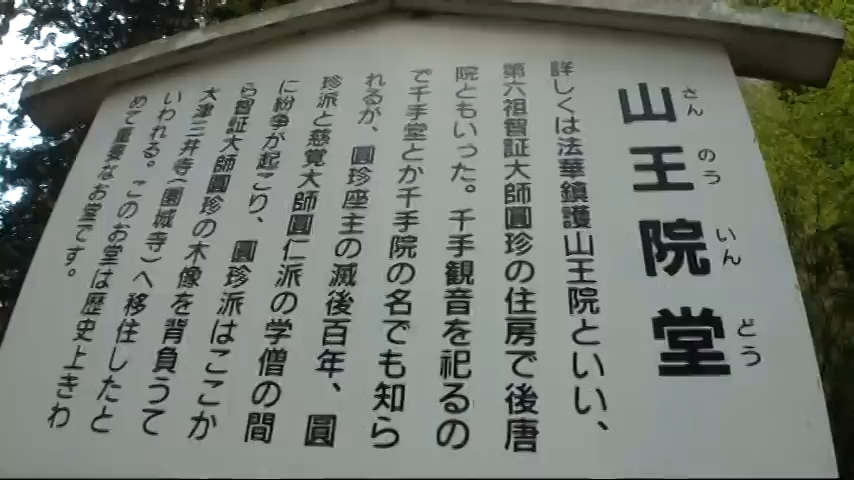 山王院堂
さんのういんどう
詳しくは法華鎮護山王院といい、
第六祖智証大師圓珍の住房で後唐
院ともいった。千手観音を祀るの
で千手堂とか千手院の名でも知ら
れるが、圓珍座主の滅後百年、圓
珍派と慈覚大師圓仁派の学僧の間
に紛争が起こり、圓珍派はここか
ら智証大師圓珍の木像を背負うて
大津三井寺(園城寺)へ移住したと
いわれる。このお堂は歴史上きわ
めて重要なお堂です。